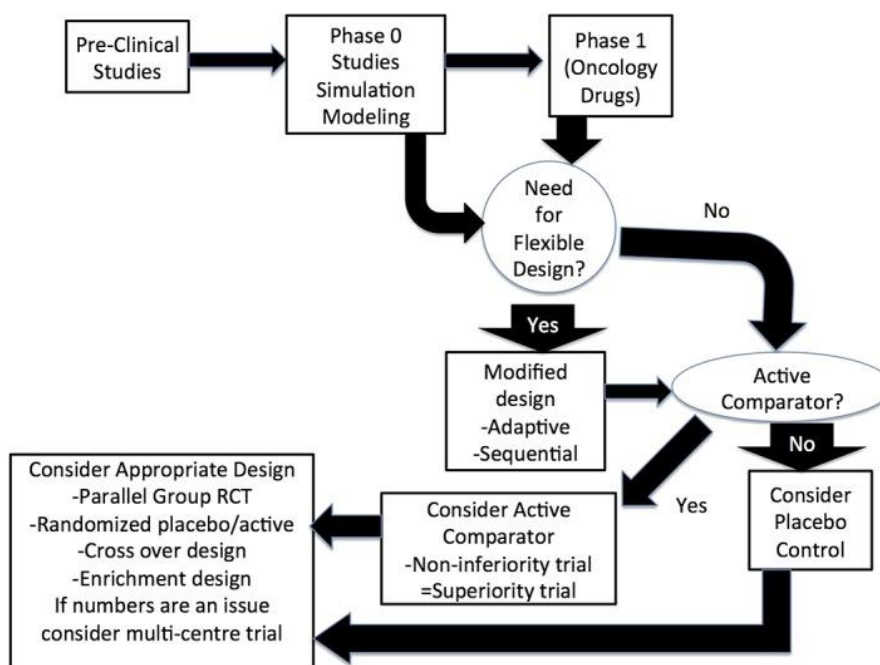 Pre-Clinical
Studies
Phase 0
Studies
Simulation
Modeling
Phase 1
(Oncology
Drugs)
Need
for
Flexible
Design?
No
Yes
Modified
design
-Adaptive
-Sequential
Active
Comparator?
No
Yes
Consider
Placebo
Control
Consider Active
Comparator
-Non-inferiority trial
=Superiority trial
Consider Appropriate Design
-Parallel Group RCT
-Randomized placebo/active
-Cross over design
-Enrichment design
If numbers are an issue
consider multi-centre trial